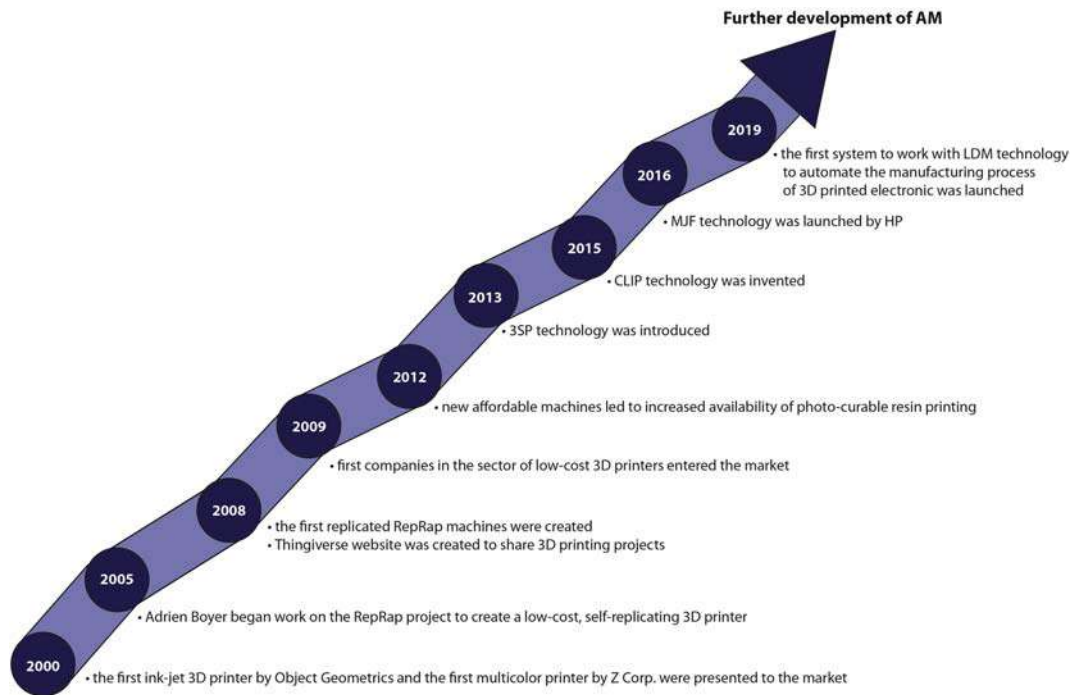 Further development of AM
2019
• the first system to work with LDM technology
to automate the manufacturing process
of 3D printed electronic was launched
2016
• MJF technology was launched by HP
2015
• CLIP technology was invented
2013
• 3SP technology was introduced
2012
• new affordable machines led to increased availability of photo-curable resin printing
2009
• first companies in the sector of low-cost 3D printers entered the market
2008
• the first replicated RepRap machines were created
• Thingiverse website was created to share 3D printing projects
2005
• Adrien Boyer began work on the RepRap project to create a low-cost, self-replicating 3D printer
2000
• the first ink-jet 3D printer by Object Geometrics and the first multicolor printer by Z Corp. were presented to the market